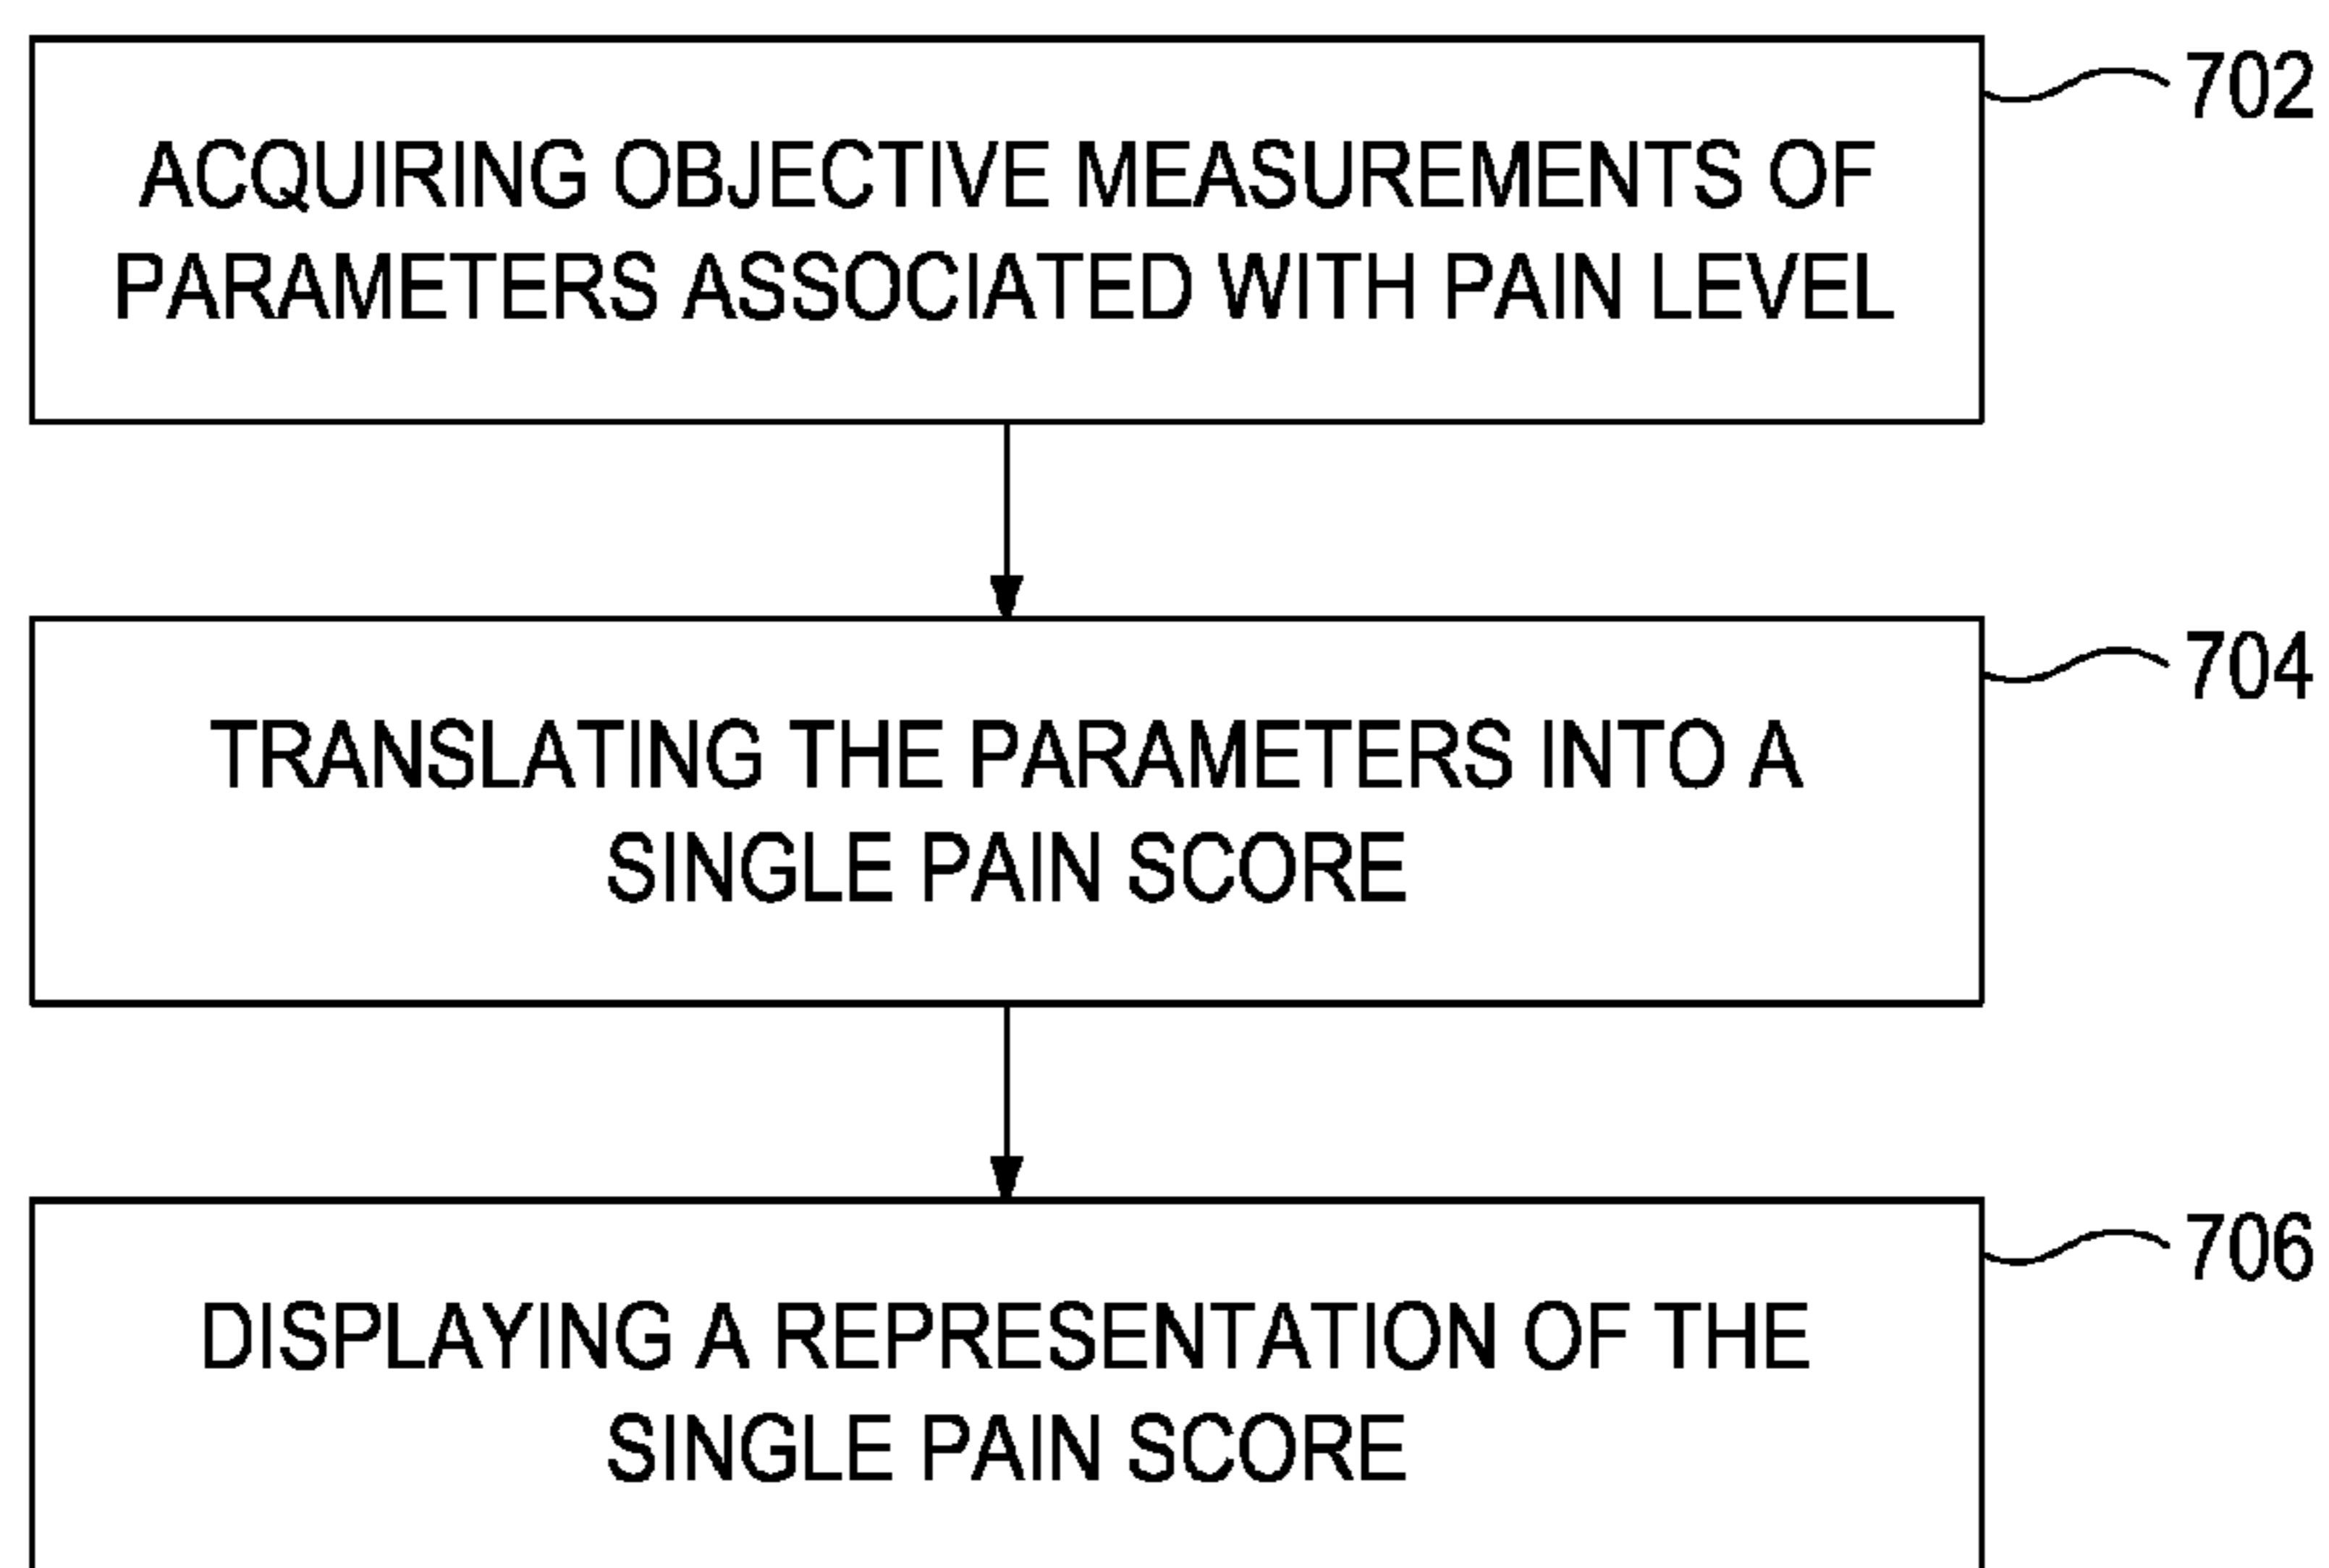 702
ACQUIRING OBJECTIVE MEASUREMENTS OF
PARAMETERS ASSOCIATED WITH PAIN LEVEL
704
TRANSLATING THE PARAMETERS INTO A
SINGLE PAIN SCORE
706
DISPLAYING A REPRESENTATION OF THE
SINGLE PAIN SCORE